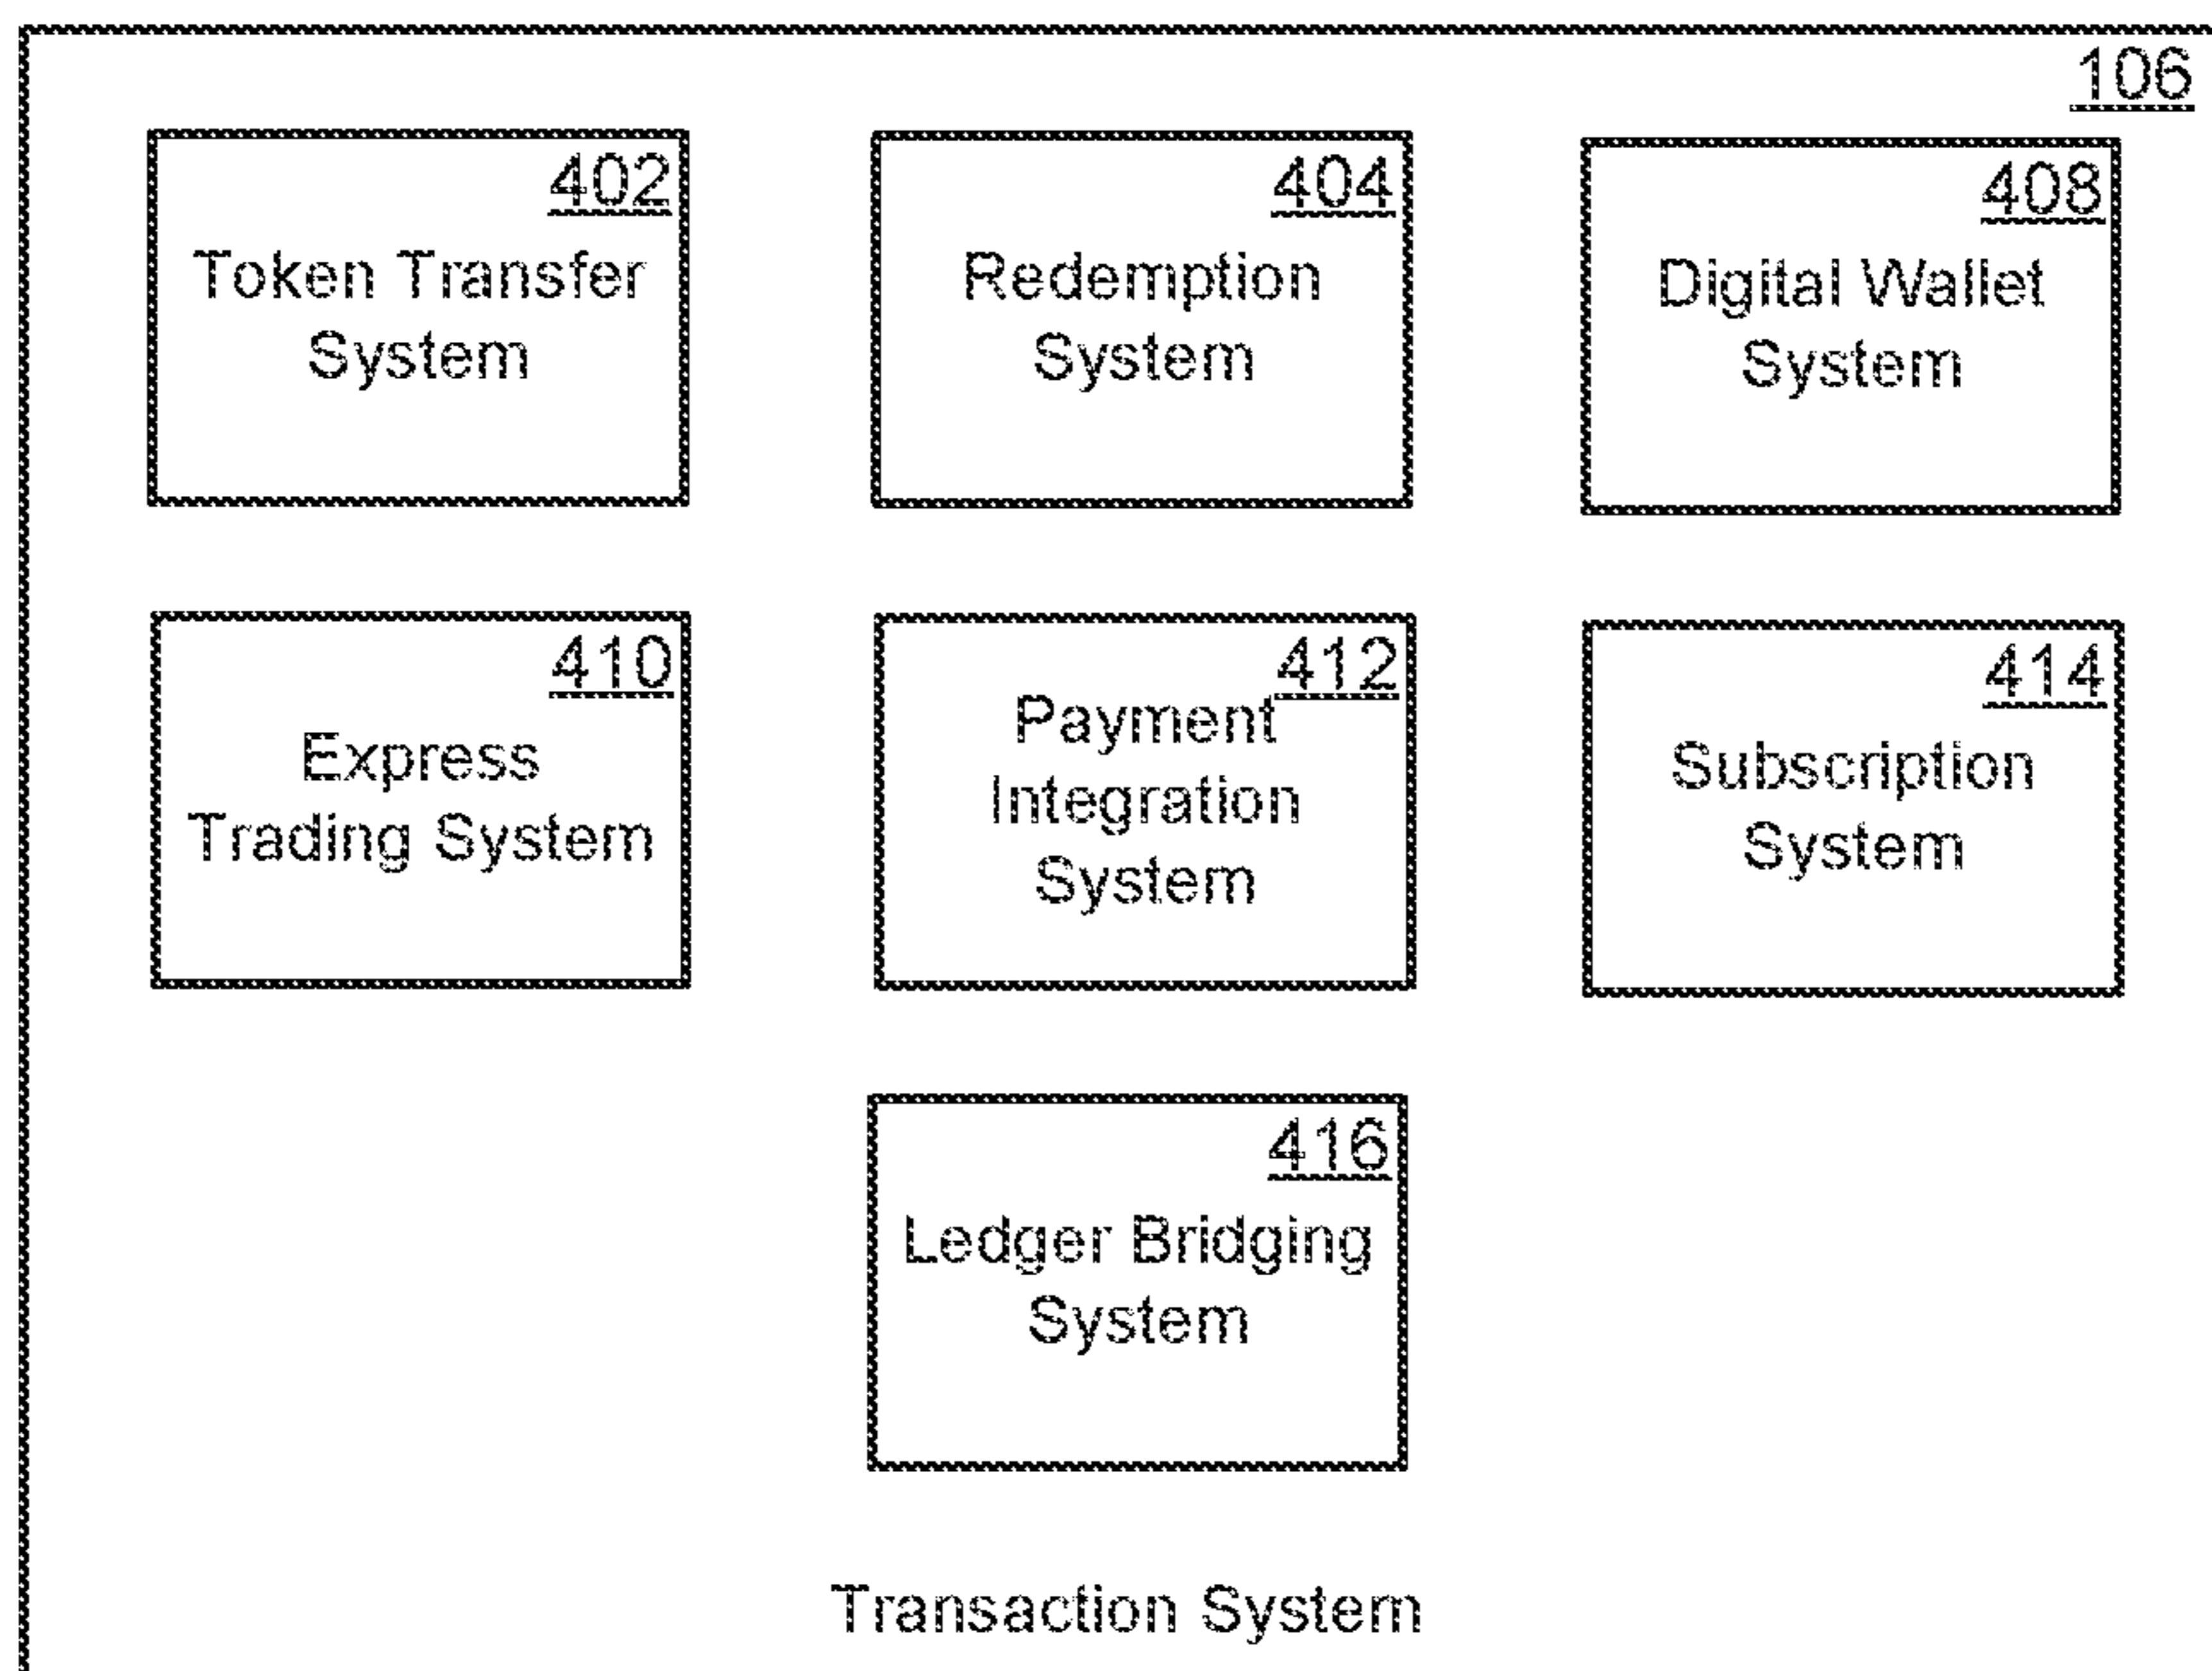 106
402
Token Transfer
System
404
Redemption
System
408
Digital Wallet
System
410
Express
Trading System
412
Payment
Integration
System
414
Subscription
System
416
Ledger Bridging
System
Transaction System